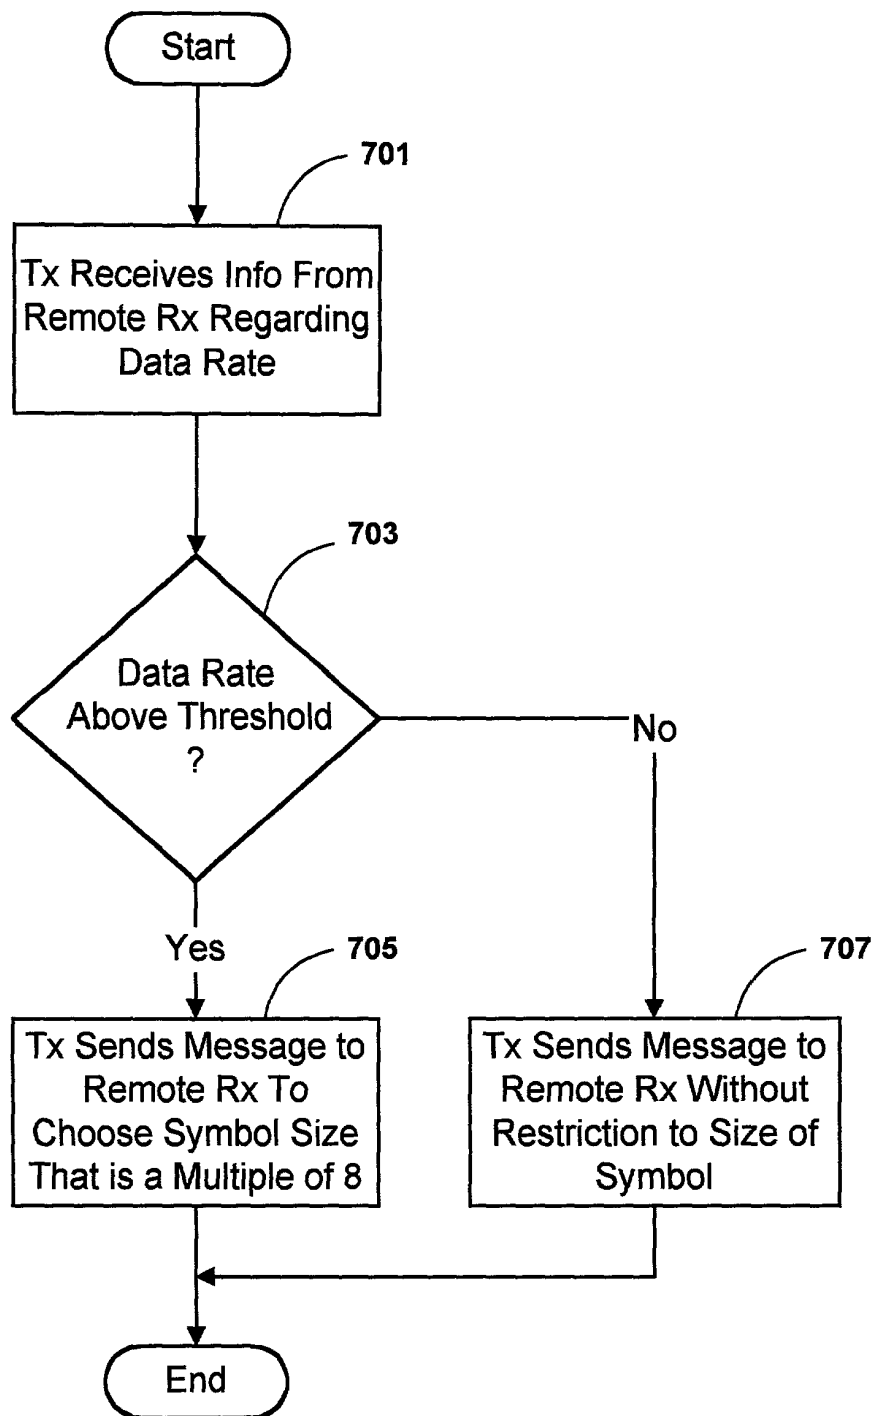 Start
701
Tx Receives Info From
Remote Rx Regarding
Data Rate
703
Data Rate
Above Threshold
?
No
Yes
705
707
Tx Sends Message to
Remote Rx To
Choose Symbol Size
That is a Multiple of 8
Tx Sends Message to
Remote Rx Without
Restriction to Size of
Symbol
End